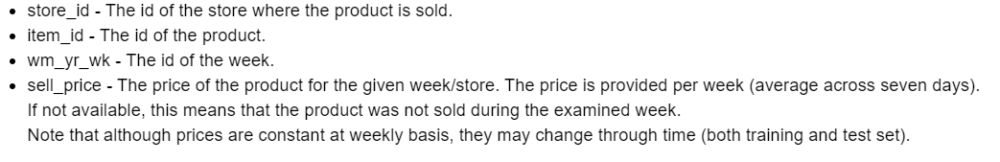 • store_id - The id of the store where the product is sold.
• item_id - The id of the product.
• wm_yr_wk - The id of the week.
• sell_price - The price of the product for the given week/store. The price is provided per week (average across seven days).
If not available, this means that the product was not sold during the examined week.
Note that although prices are constant at weekly basis, they may change through time (both training and test set).